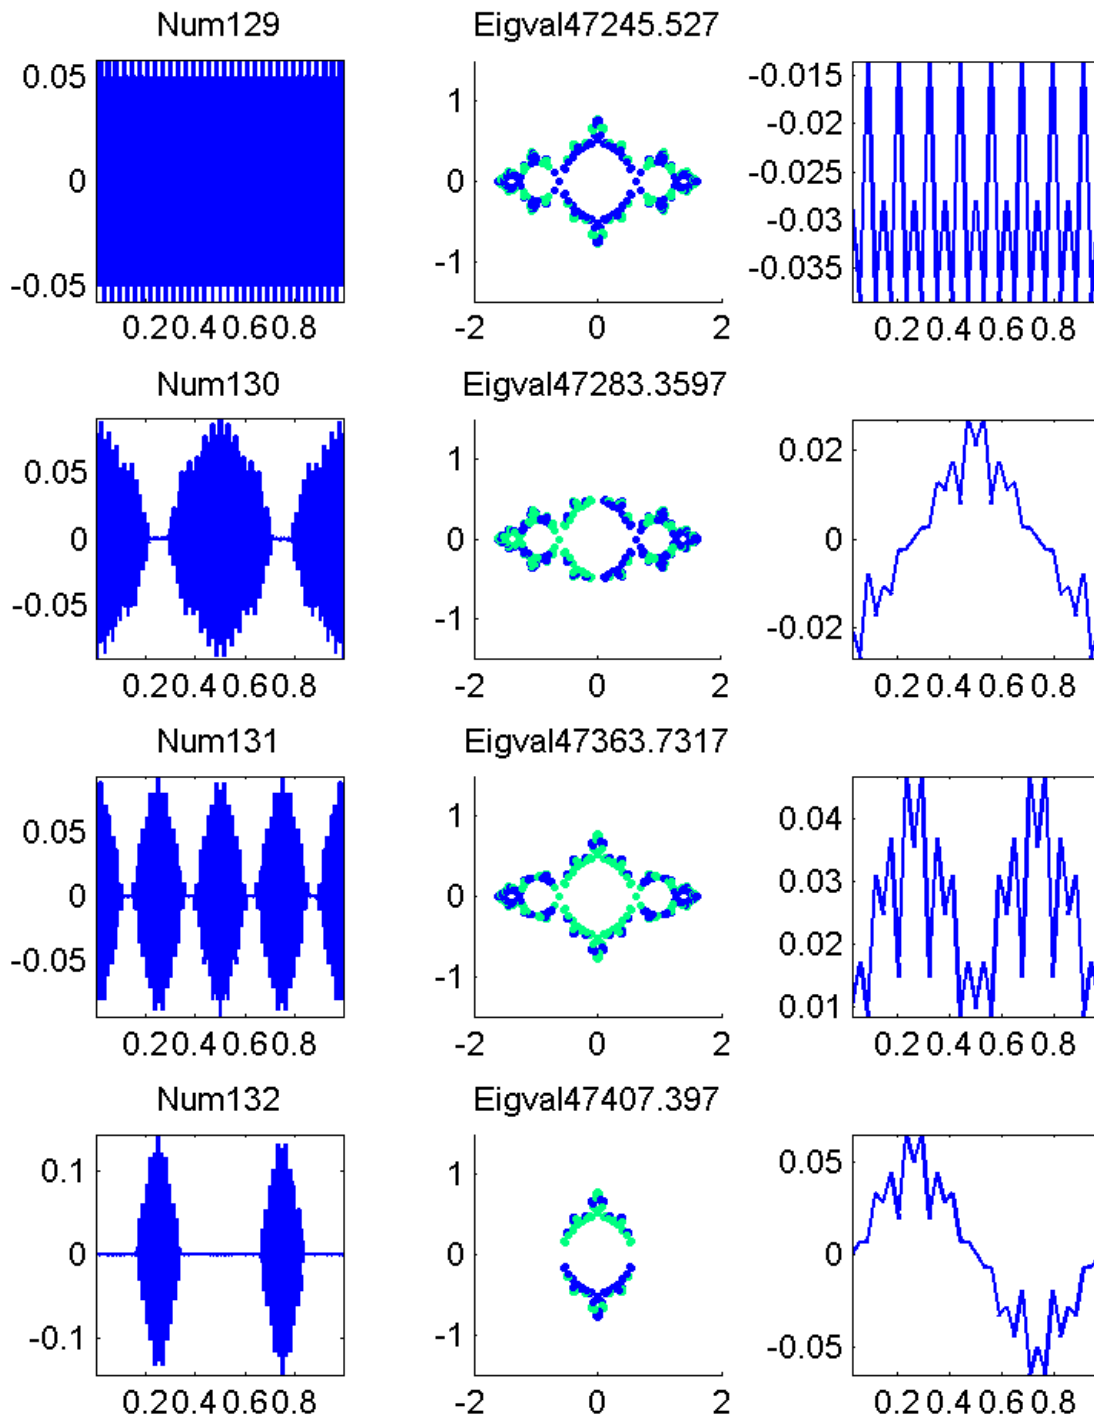 Num129 Eigval47245.527
0.05 1 -0.015
-0.02
0 0 -0.025
-0.03
-0.05 -1 -0.035
0.20.40.60.8 -2 0 2 0.20.40.60.8
Num130 Eigval47283.3597
0.05 1 0.02
0 0 0
-0.05 -1 -0.02
0.20.40.60.8 -2 0 2 0.20.40.60.8
Num131 Eigval47363.7317
0.05 1 0.04
0 0 0.03
-0.05 -1 0.02
0.01
0.20.40.60.8 -2 0 2 0.20.40.60.8
Num132 Eigval47407.397
0.1 1 0.05
0 0 0
-0.1 -1 -0.05
0.20.40.60.8 -2 0 2 0.20.40.60.8